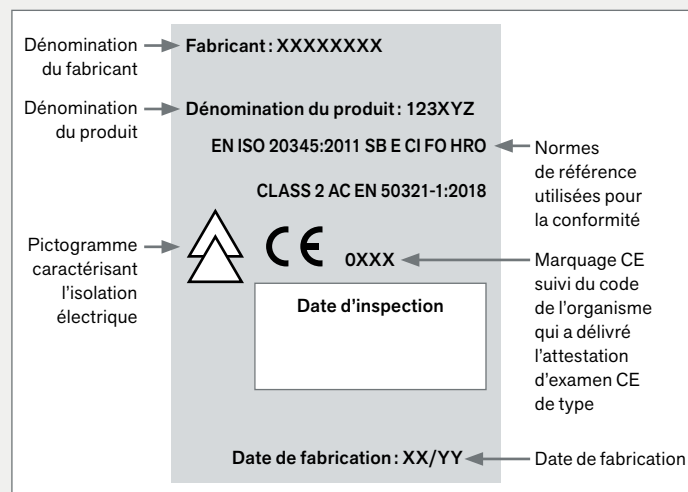 Dénomination
du fabricant
Fabricant : XXXXXXXX
Dénomination
du produit
Dénomination du produit : 123XYZ
EN ISO 20345:2011 SB E CI FO HRO
Normes
de référence
utilisées pour
la conformité
CLASS 2 AC EN 50321-1:2018
Pictogramme
caractérisant
l'isolation
électrique
CE 0XXX
Marquage CE
suivi du code
de l'organisme
qui a délivré
l'attestation
d'examen CE
de type
Date d'inspection
Date de fabrication : XX/YY
Date de fabrication